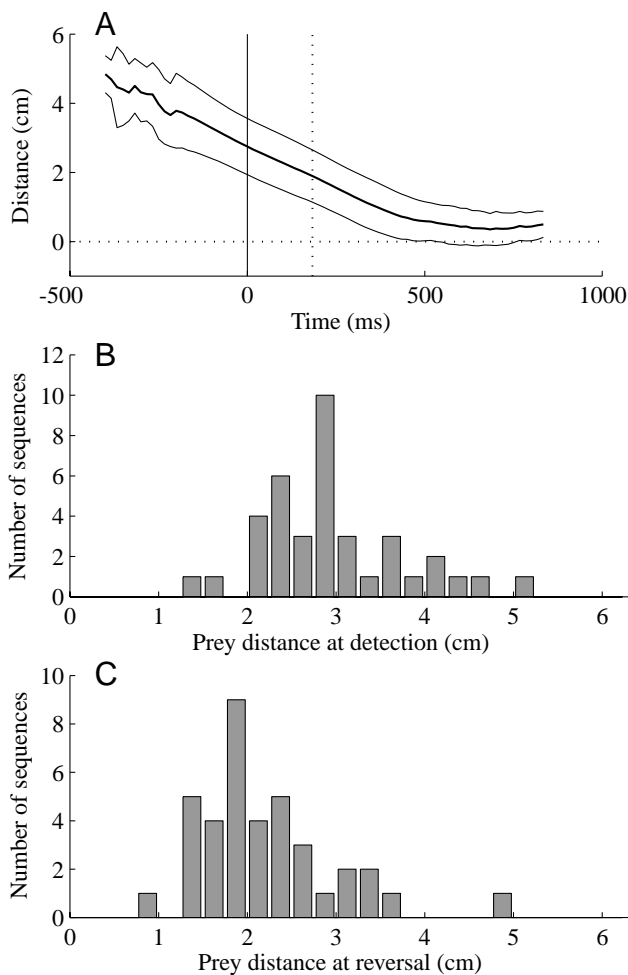 A
6
4
2
0
Distance (cm)
-500 0 500 1000
Time (ms)
B
12
10
8
6
4
2
0
Number of sequences
0 1 2 3 4 5 6
Prey distance at detection (cm)
C
10
8
6
4
2
0
Number of sequences
0 1 2 3 4 5 6
Prey distance at reversal (cm)